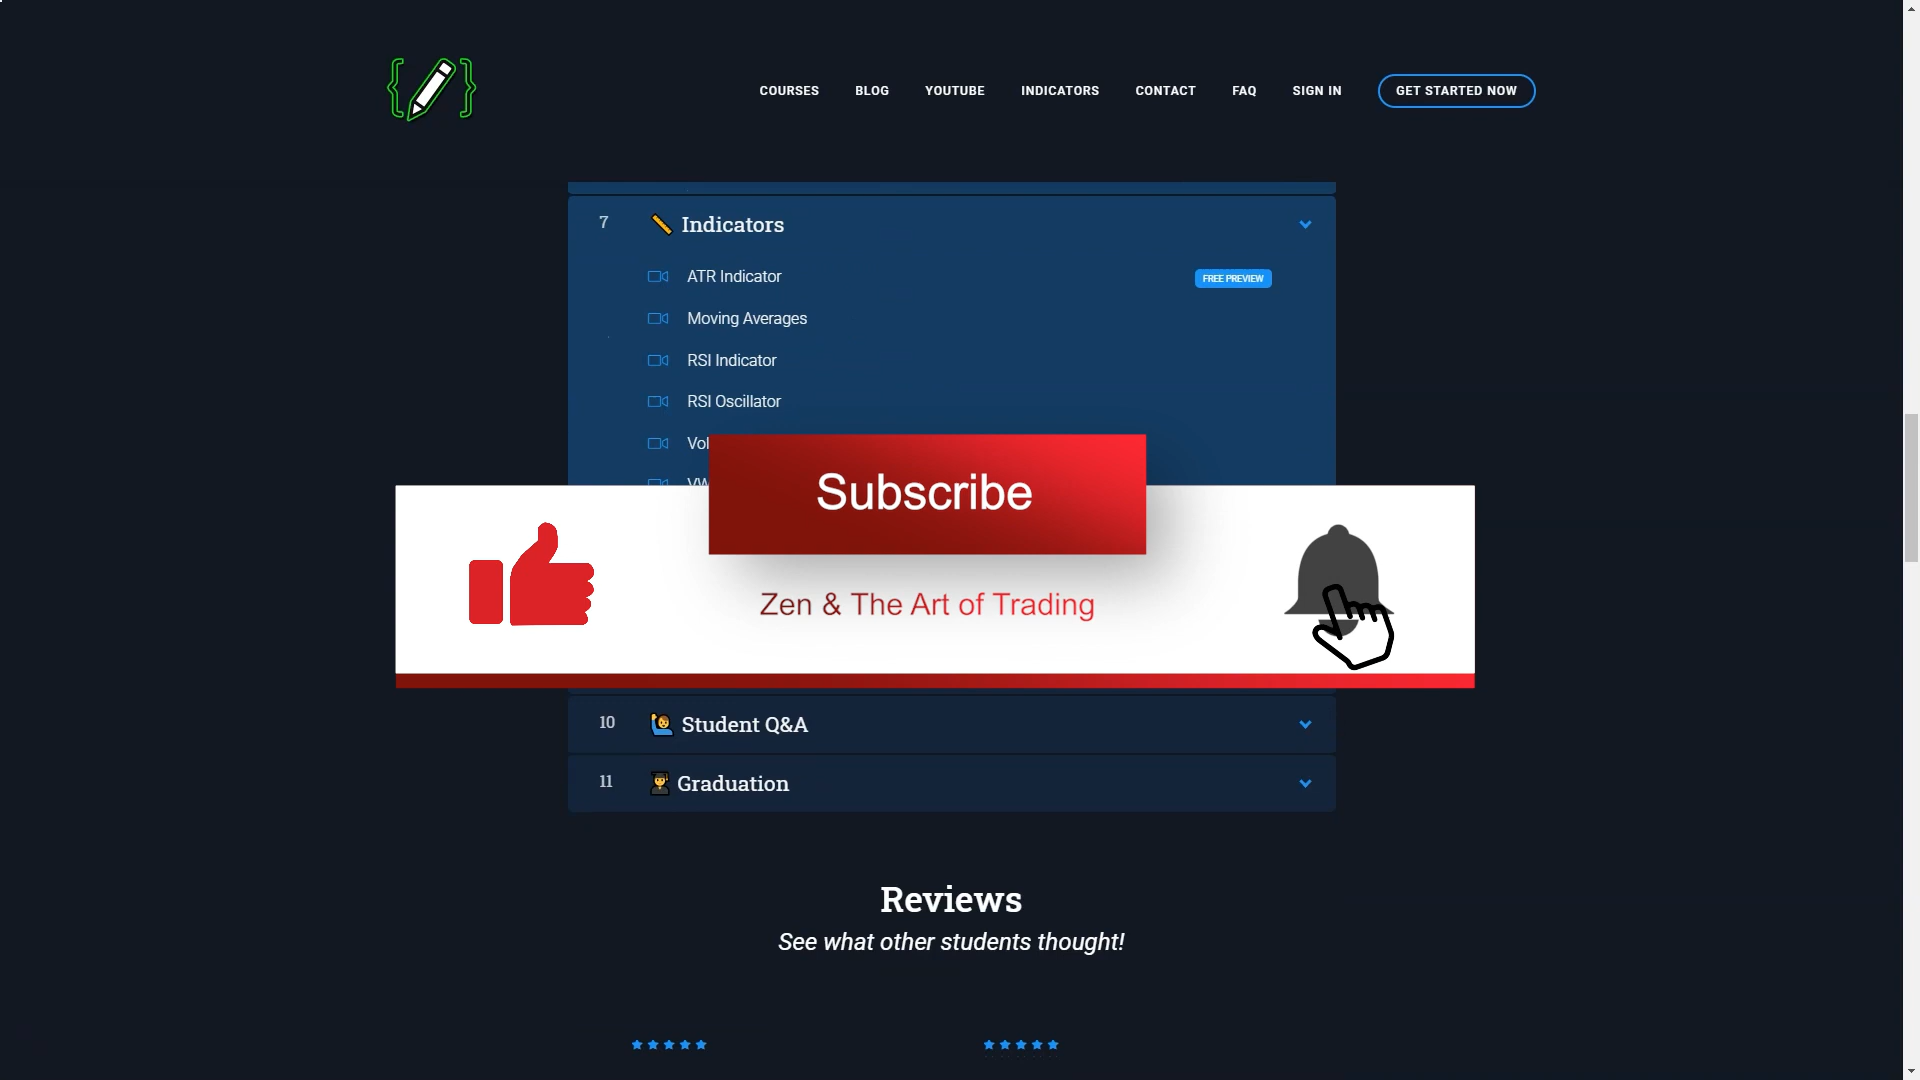 COURSES BLOG YOUTUBE INDICATORS CONTACT FAQ SIGN IN GET STARTED NOW
7 Indicators
ATR Indicator FREE PREVIEW
Moving Averages
RSI Indicator
RSI Oscillator
Subscribe
Zen & The Art of Trading
10 Student Q&A
11 Graduation
Reviews
See what other students thought!